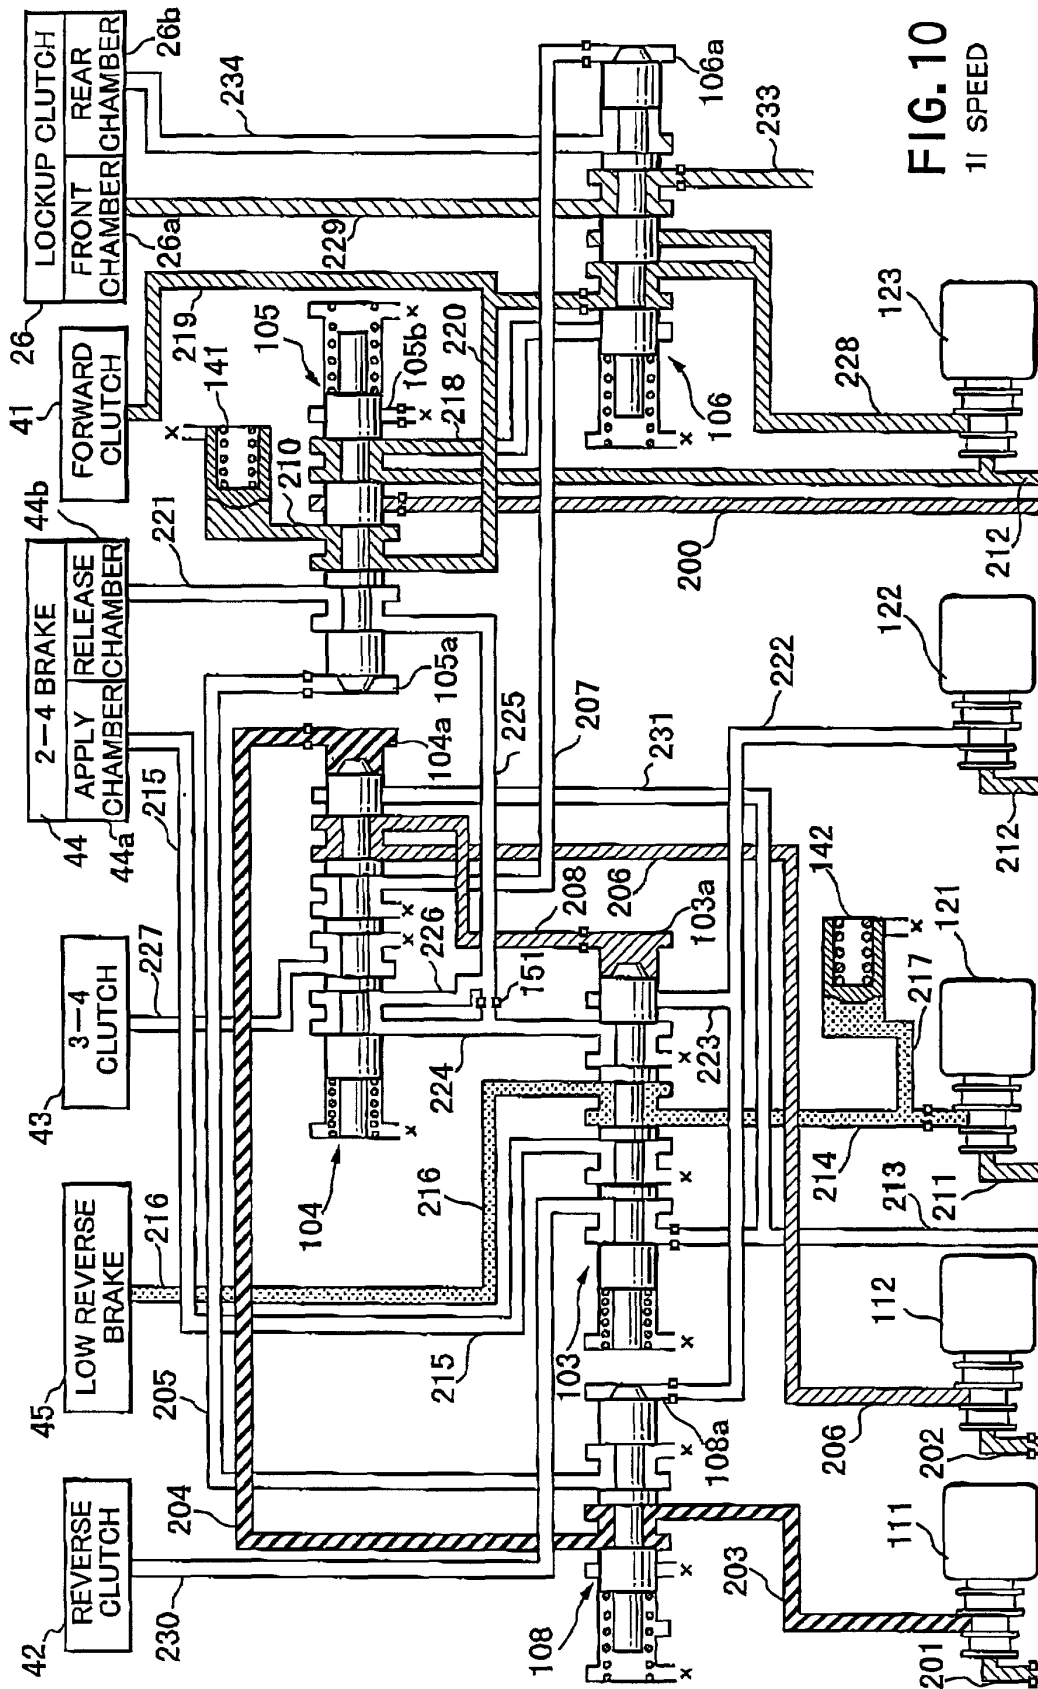 FIG. 10
1ˢᵗ SPEED
42
REVERSE
CLUTCH
45
LOW REVERSE
BRAKE
43
3–4
CLUTCH
44
2–4 BRAKE
44a
APPLY
CHAMBER
RELEASE
CHAMBER
44b
41
FORWARD
CLUTCH
26
LOCKUP CLUTCH
26a
FRONT
CHAMBER
REAR
CHAMBER
26b
230
204
205
216
227
215
221
210
141
219
229
234
104
104a
105a
105
105b
218
220
106a
216
215
224
226
151
225
207
208
206
231
108
108a
103
103a
223
106
233
203
206
214
217
142
222
200
228
201
111
202
112
213
211
121
212
122
212
123
x
x
x
x
x
x
x
x
x
x
x
x
x
x